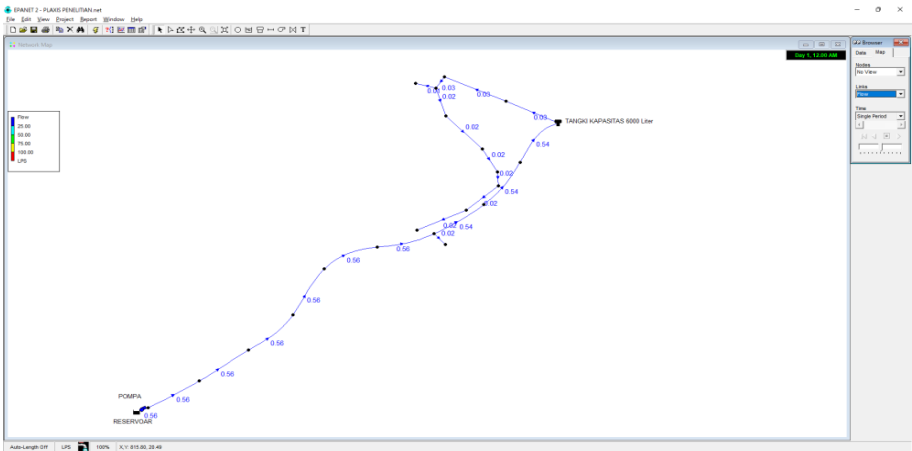 EPANET 2 - PLAXIS PENELITIAN.net
File Edit View Project Report Window Help
Network Map
Day 1, 12:00 AM
Browser
Data Map
Nodes
No View
Links
Flow
Time
Single Period
Flow
25.00
50.00
75.00
100.00
LPS
0.03
0.03
0.02
0.03
0.03
TANGKI KAPASITAS 6000 Liter
0.02
0.54
0.02
0.02
0.54
0.02
0.02
0.54
0.02
0.56
0.56
0.56
0.56
0.56
0.56
POMPA
0.56
RESERVOAR
Auto-Length Off LPS 100% X,Y: 815.80, 28.49